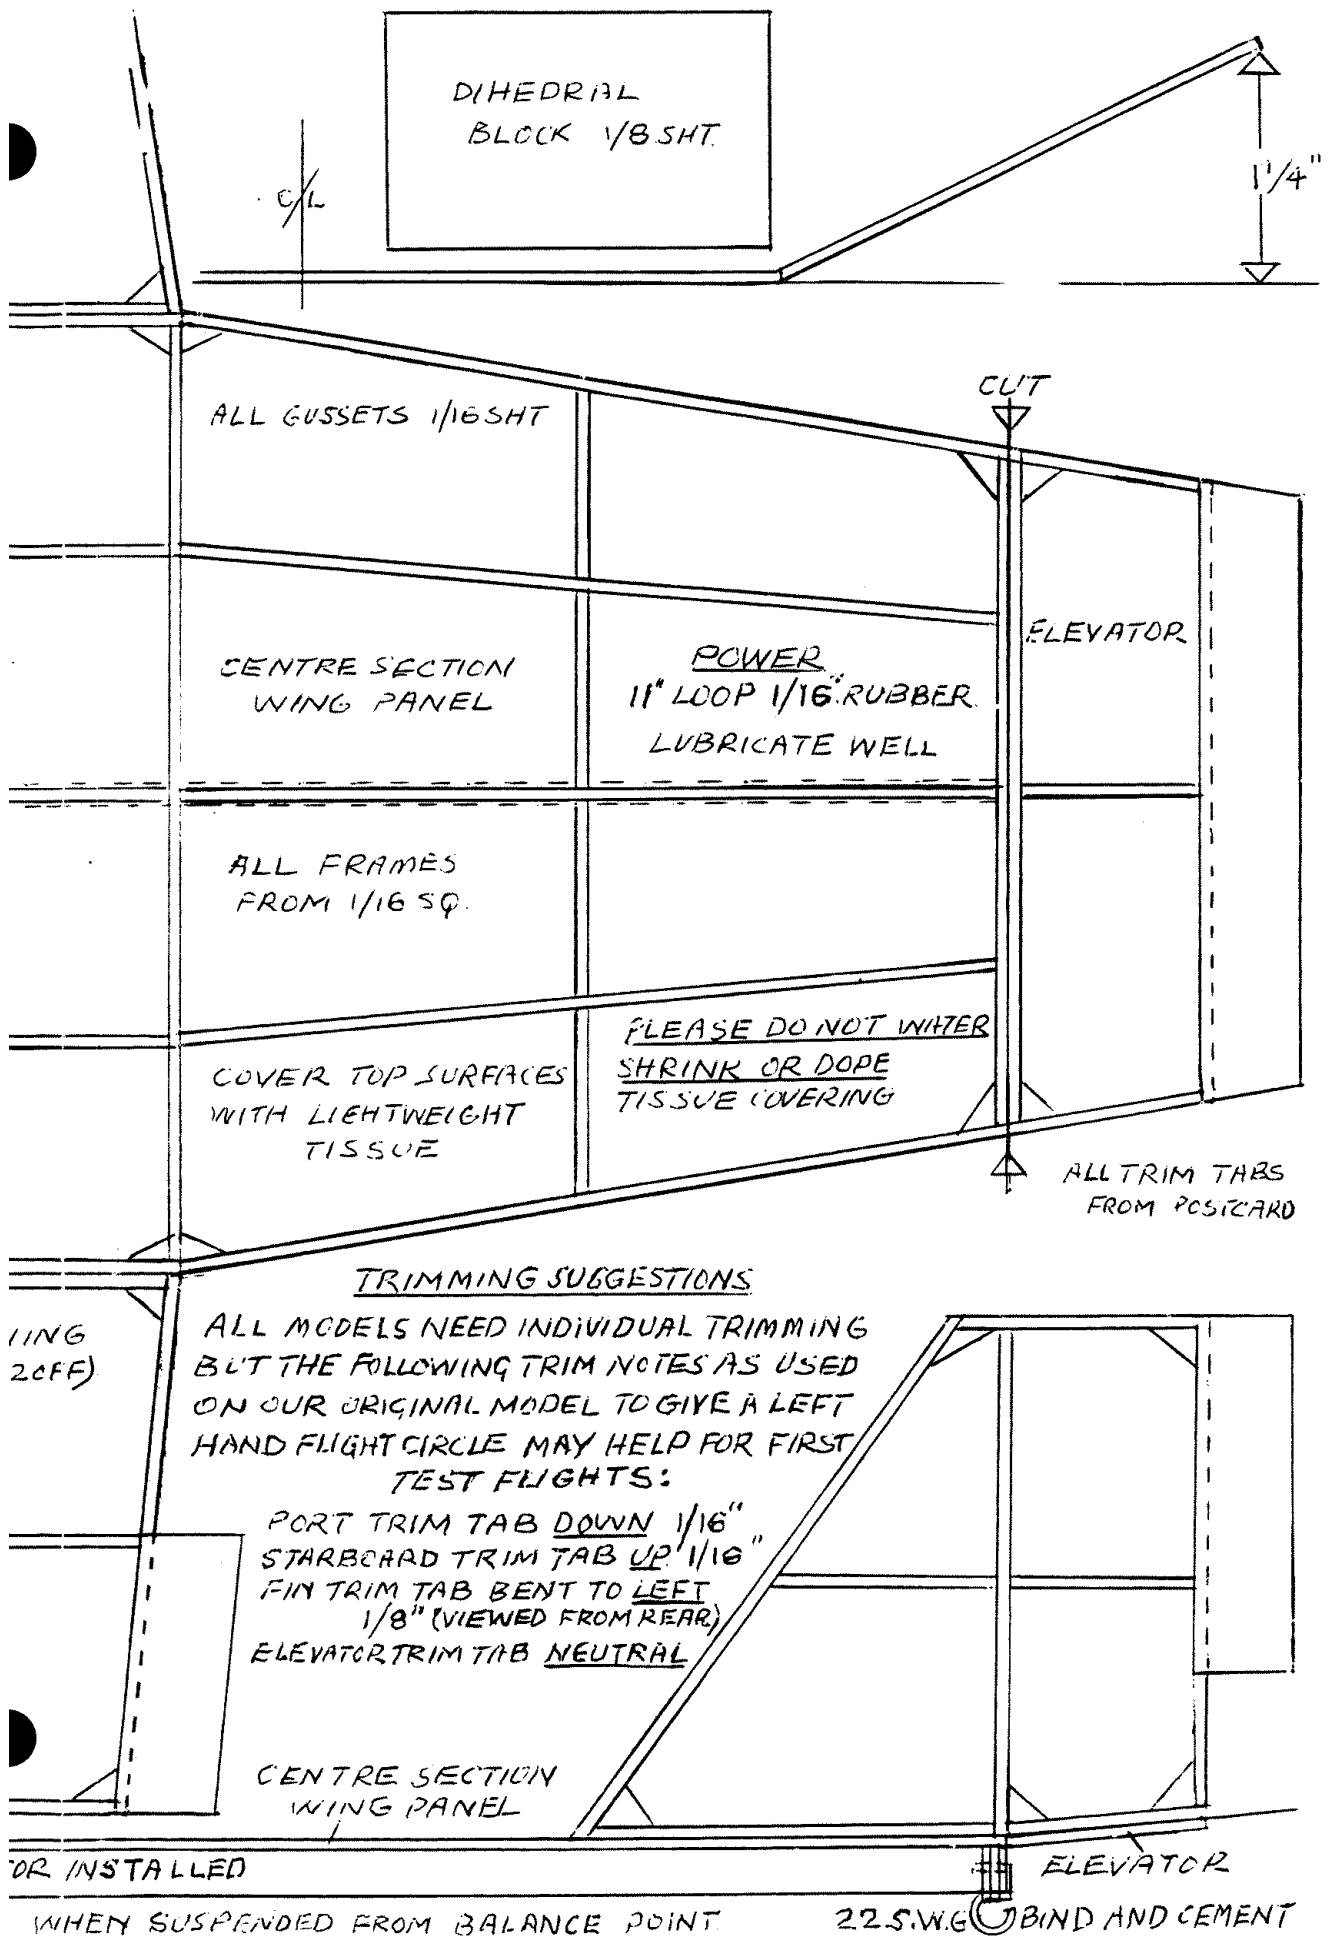 DIHEDRAL
BLOCK 1/8 SHT.
C/L
1 1/4"
CUT
ALL GUSSETS 1/16 SHT
ELEVATOR
CENTRE SECTION
WING PANEL
POWER
11" LOOP 1/16" RUBBER.
LUBRICATE WELL
ALL FRAMES
FROM 1/16 SQ.
PLEASE DO NOT WATER
SHRINK OR DOPE
TISSUE COVERING
COVER TOP SURFACES
WITH LIGHTWEIGHT
TISSUE
ALL TRIM TABS
FROM POSTCARD
TRIMMING SUGGESTIONS
ING
2 OFF)
ALL MODELS NEED INDIVIDUAL TRIMMING
BUT THE FOLLOWING TRIM NOTES AS USED
ON OUR ORIGINAL MODEL TO GIVE A LEFT
HAND FLIGHT CIRCLE MAY HELP FOR FIRST
TEST FLIGHTS:
PORT TRIM TAB DOWN 1/16"
STARBOARD TRIM TAB UP 1/16"
FIN TRIM TAB BENT TO LEFT
1/8" (VIEWED FROM REAR)
ELEVATOR TRIM TAB NEUTRAL
CENTRE SECTION
WING PANEL
OR INSTALLED
ELEVATOR
WHEN SUSPENDED FROM BALANCE POINT
22 S.W.G BIND AND CEMENT